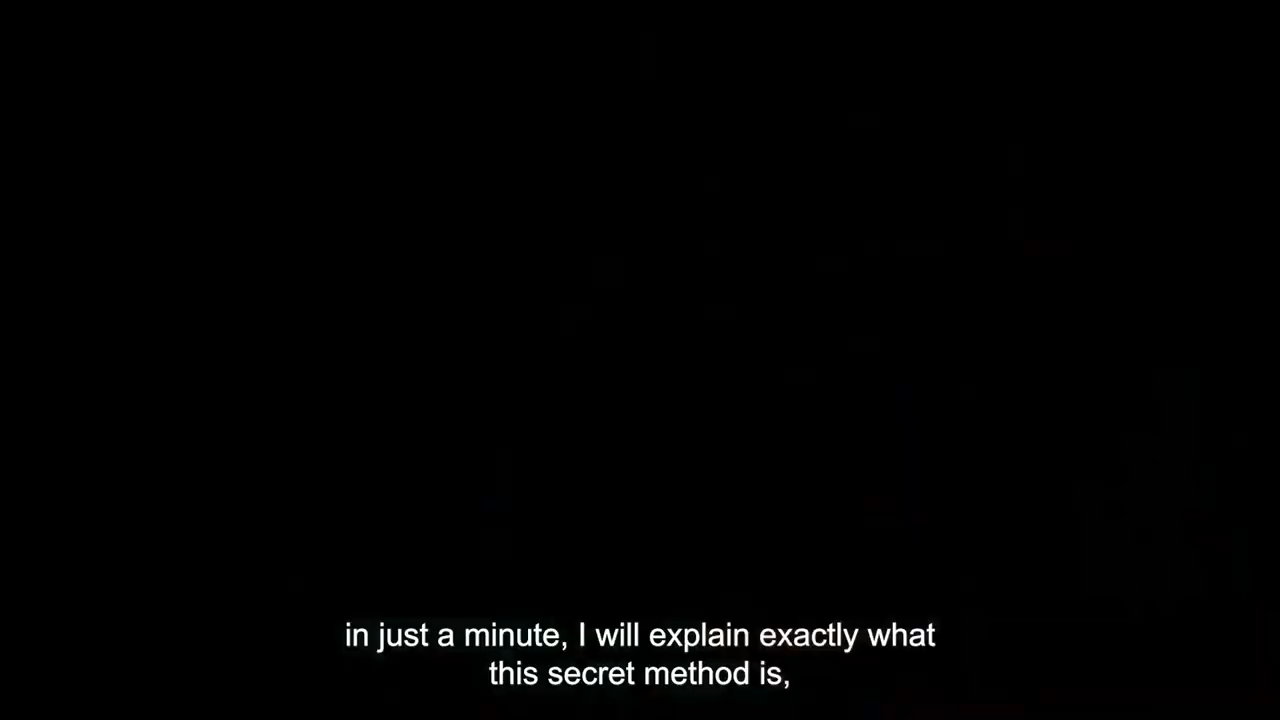 in just a minute, I will explain exactly what
this secret method is,